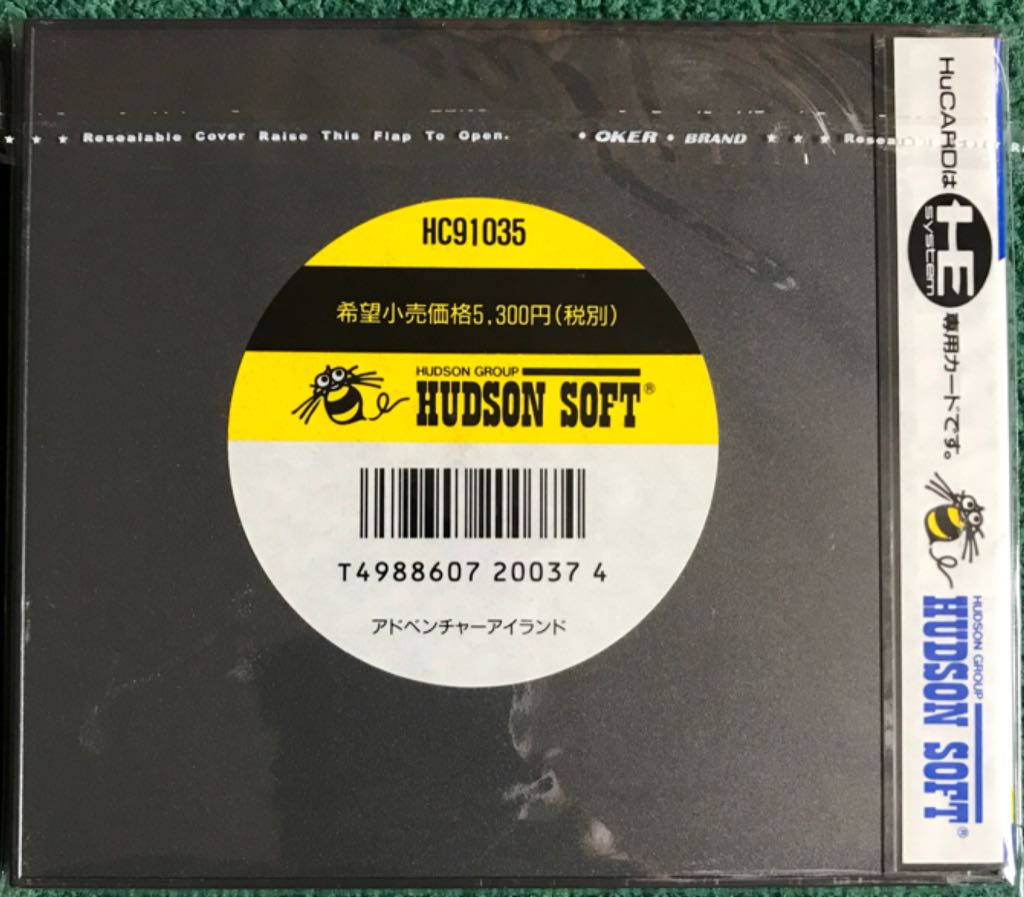 ★ ★ ★ Resealable Cover Raise This Flap To Open. • OKER • BRAND ★ ★ ★
HC91035
希望小売価格5,300円(税別)
HUDSON GROUP
HUDSON SOFT®
T4988607 20037 4
アドベンチャーアイランド
HuCARDは
HE
system
専用カードです。
HUDSON GROUP
HUDSON SOFT®